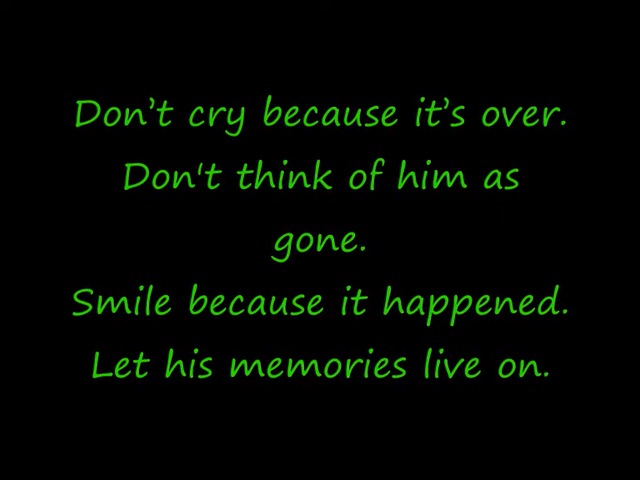 Don’t cry because it’s over.
Don't think of him as
gone.
Smile because it happened.
Let his memories live on.